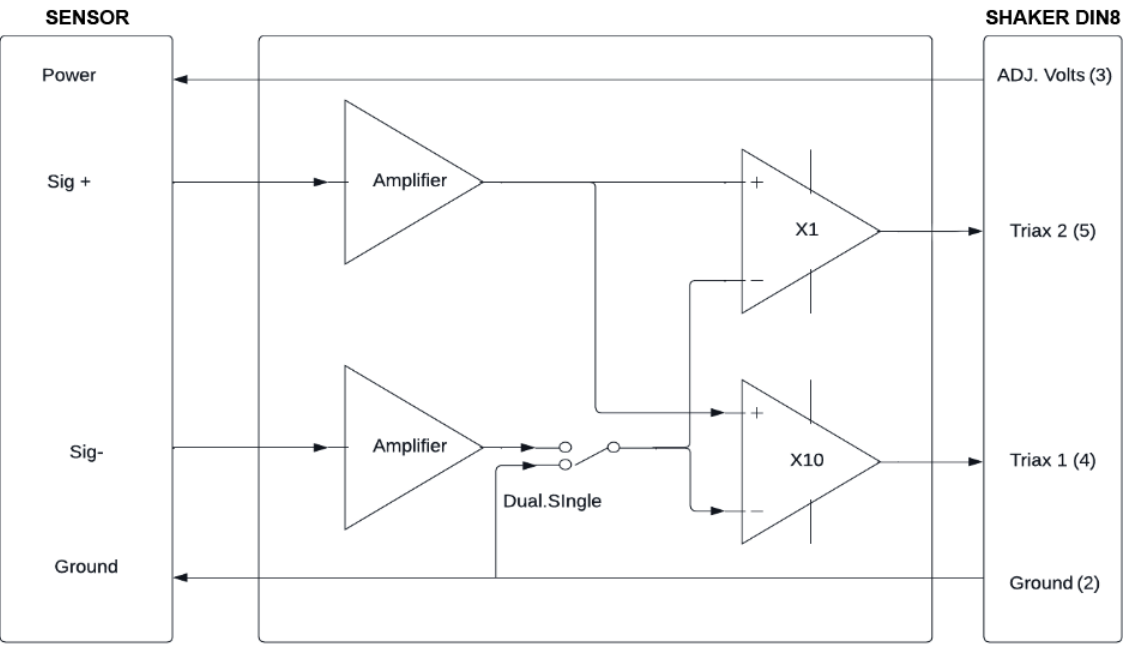 SENSOR
SHAKER DIN8
Power
ADJ. Volts (3)
Sig +
Amplifier
+
X1
−
Triax 2 (5)
Sig-
Amplifier
Dual.SIngle
+
X10
−
Triax 1 (4)
Ground
Ground (2)